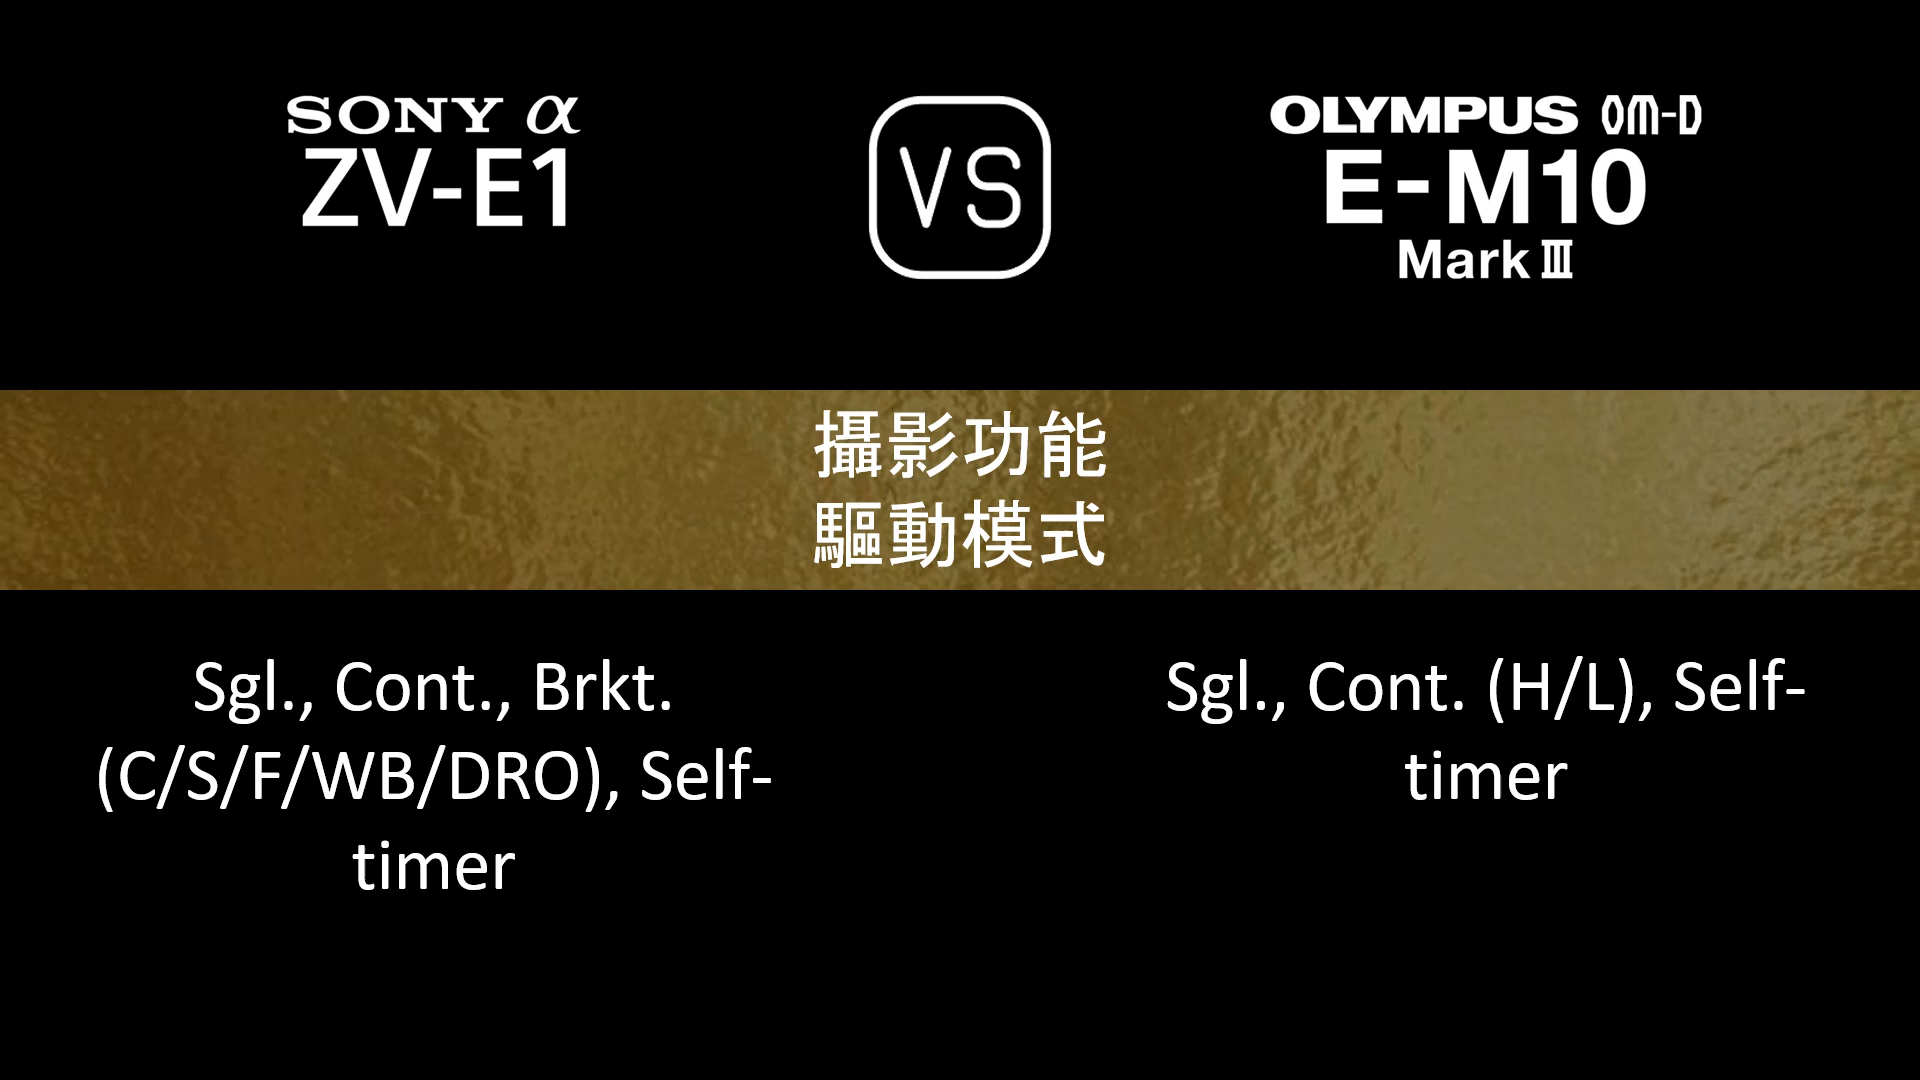 SONY α
ZV-E1
VS
OLYMPUS OM-D
E-M10
Mark III
攝影功能
驅動模式
Sgl., Cont., Brkt.
(C/S/F/WB/DRO), Self-
timer
Sgl., Cont. (H/L), Self-
timer